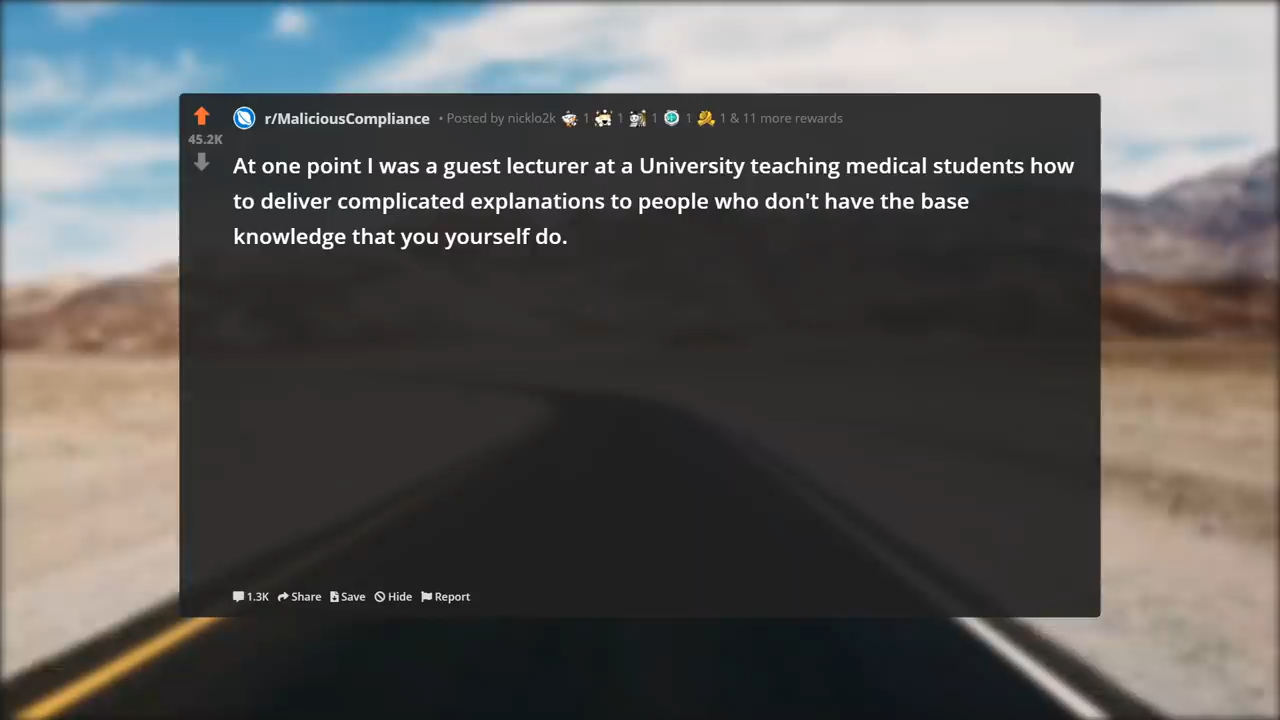 r/MaliciousCompliance • Posted by nicklo2k 1 1 1 1 1 & 11 more rewards
45.2K
At one point I was a guest lecturer at a University teaching medical students how
to deliver complicated explanations to people who don't have the base
knowledge that you yourself do.
1.3K Share Save Hide Report